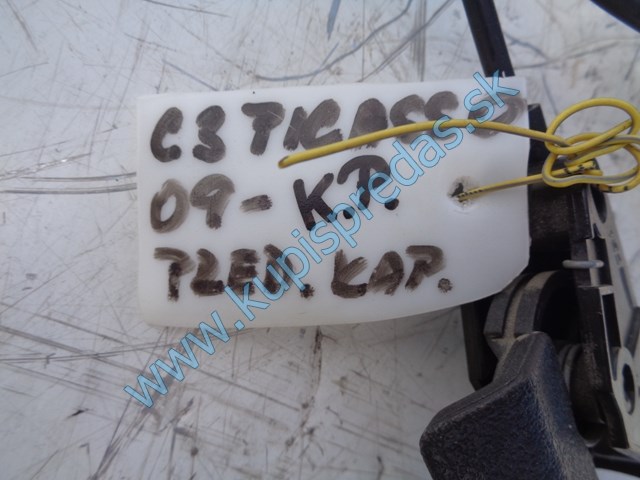 C3 PICASSO
09- K.P.
PRED. KAP.
www.kupispredas.sk